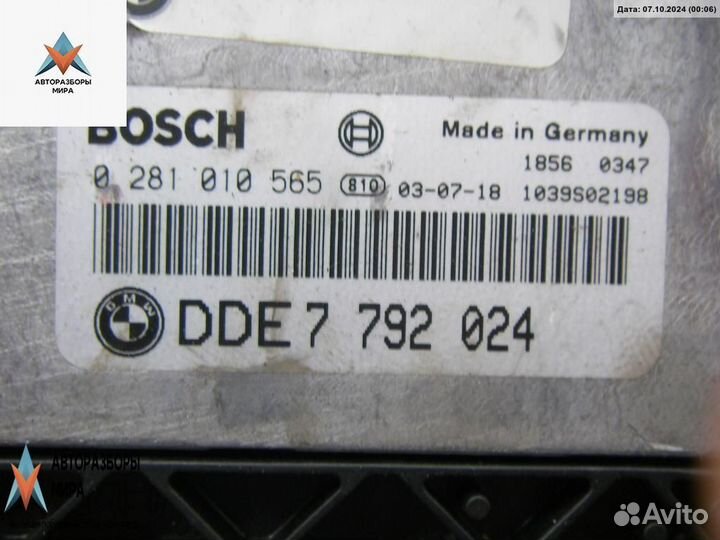 Дата: 07.10.2024 (00:06)
АВТОРАЗБОРЫ
МИРА
BOSCH
Made in Germany
1856 0347
0 281 010 565 810 03-07-18 1039S02198
BMW
DDE 7 792 024
АВТОРАЗБОРЫ
МИРА
Avito